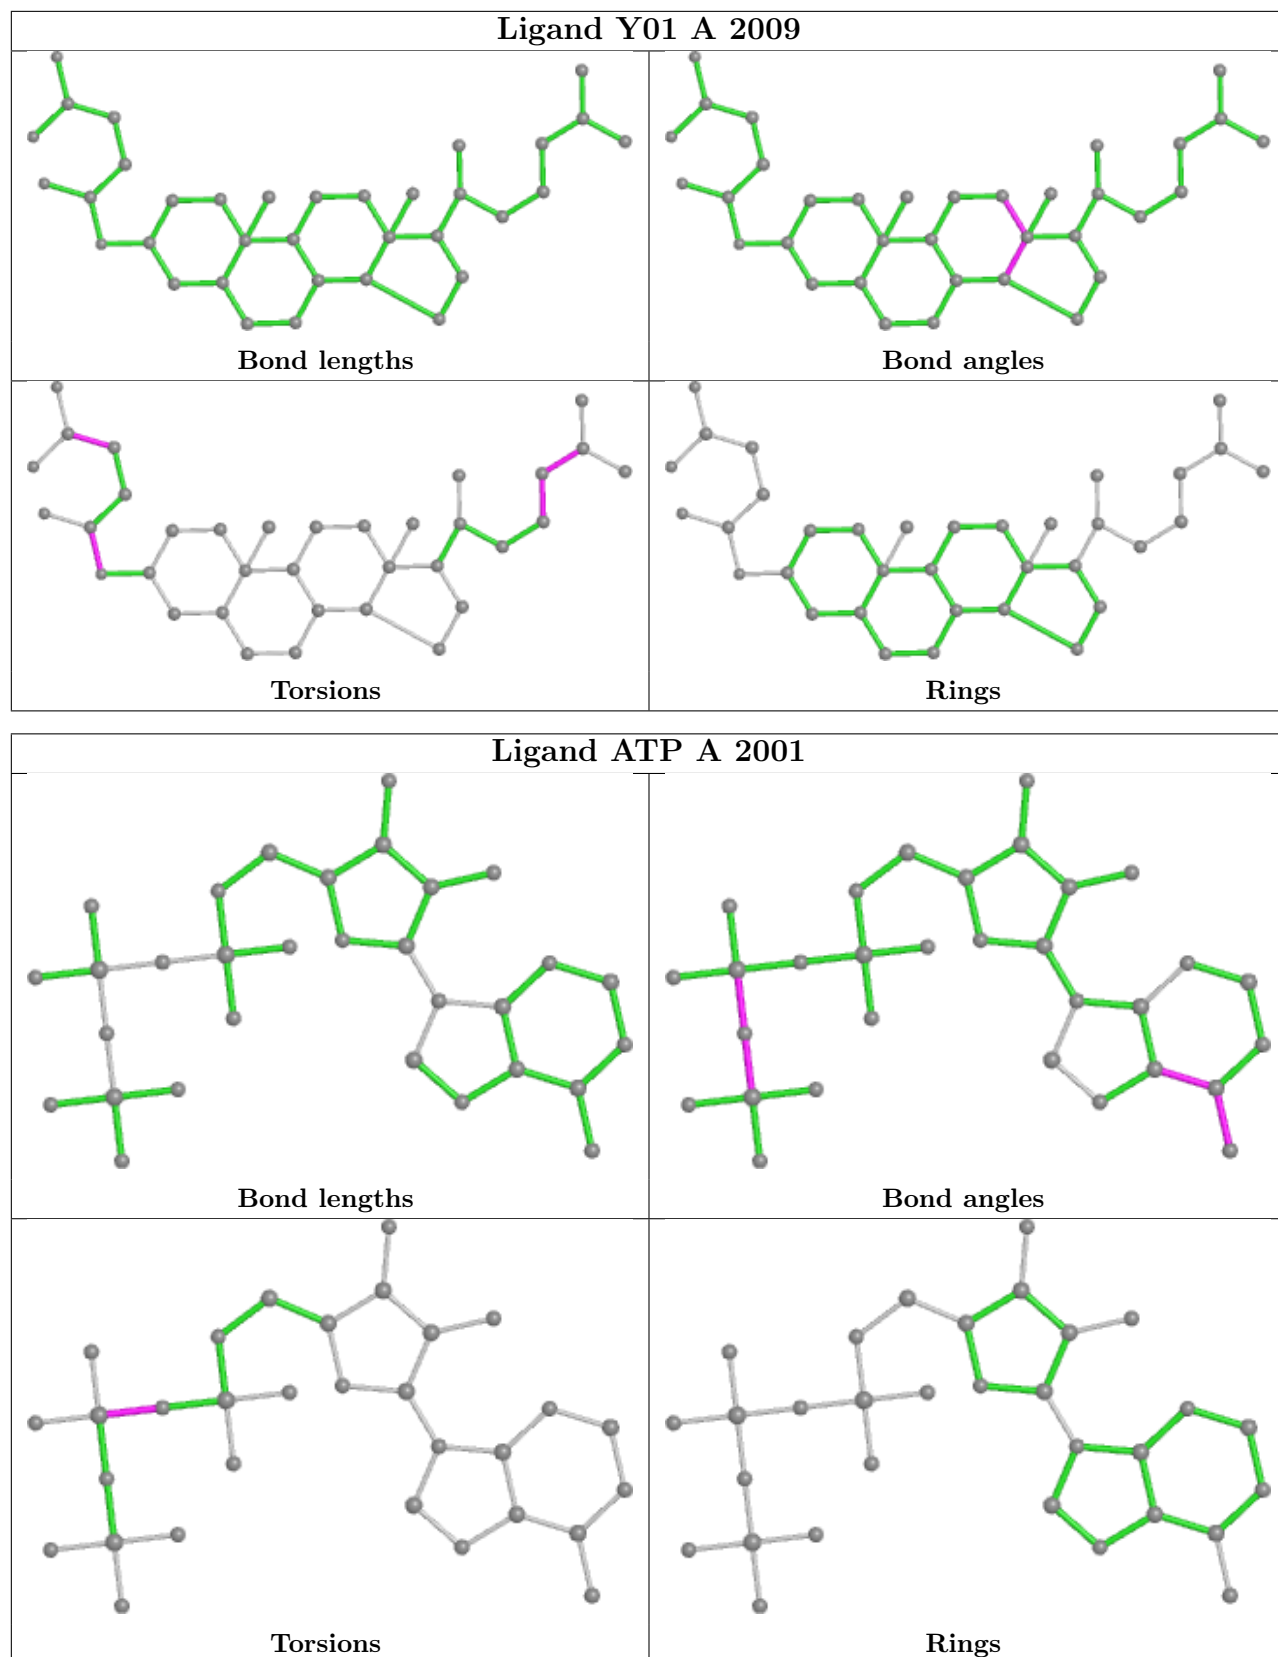 Ligand Y01 A 2009
Bond lengths
Bond angles
Torsions
Rings
Ligand ATP A 2001
Bond lengths
Bond angles
Torsions
Rings